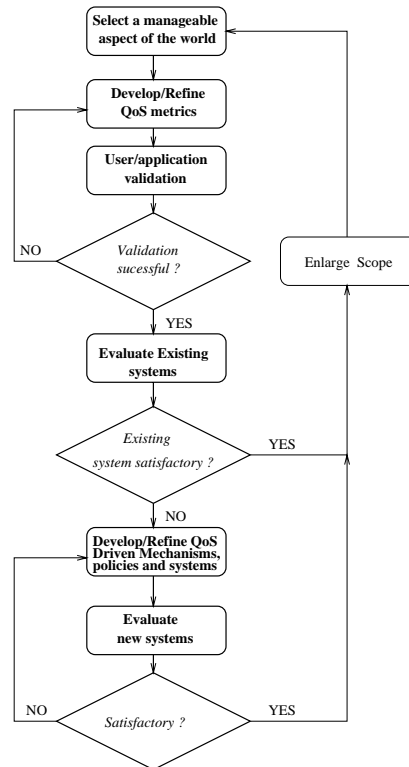 Select a manageable
aspect of the world
Develop/Refine
QoS metrics
User/application
validation
NO
Validation
sucessful ?
Enlarge Scope
YES
Evaluate Existing
systems
Existing
system satisfactory ?
YES
NO
Develop/Refine QoS
Driven Mechanisms,
policies and systems
Evaluate
new systems
NO
Satisfactory ?
YES